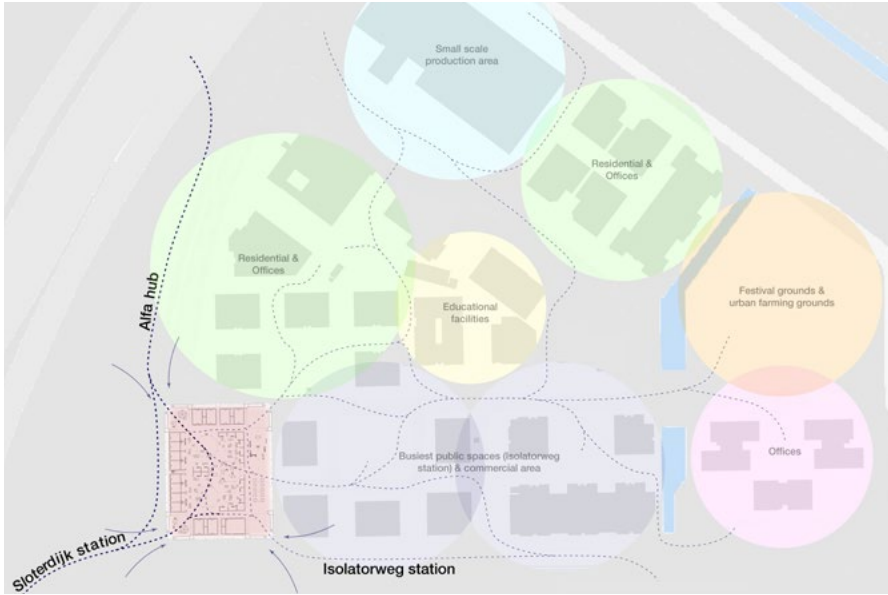 Small scale
production area
Residential &
Offices
Residential &
Offices
Festival grounds &
urban farming grounds
Educational
facilities
Alfa hub
Busiest public spaces (Isolatorweg
station) & commercial area
Offices
Sloterdijk station
Isolatorweg station